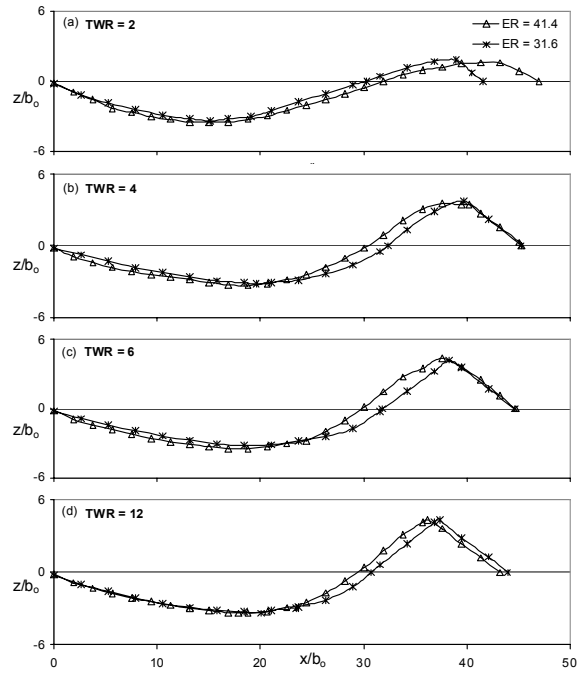 6
(a) TWR = 2
ER = 41.4
ER = 31.6
z/bo
0
-6
6
(b) TWR = 4
z/bo
0
-6
6
(c) TWR = 6
z/bo
0
-6
6
(d) TWR = 12
z/bo
0
-6
0 10 20 30 40 50
x/bo